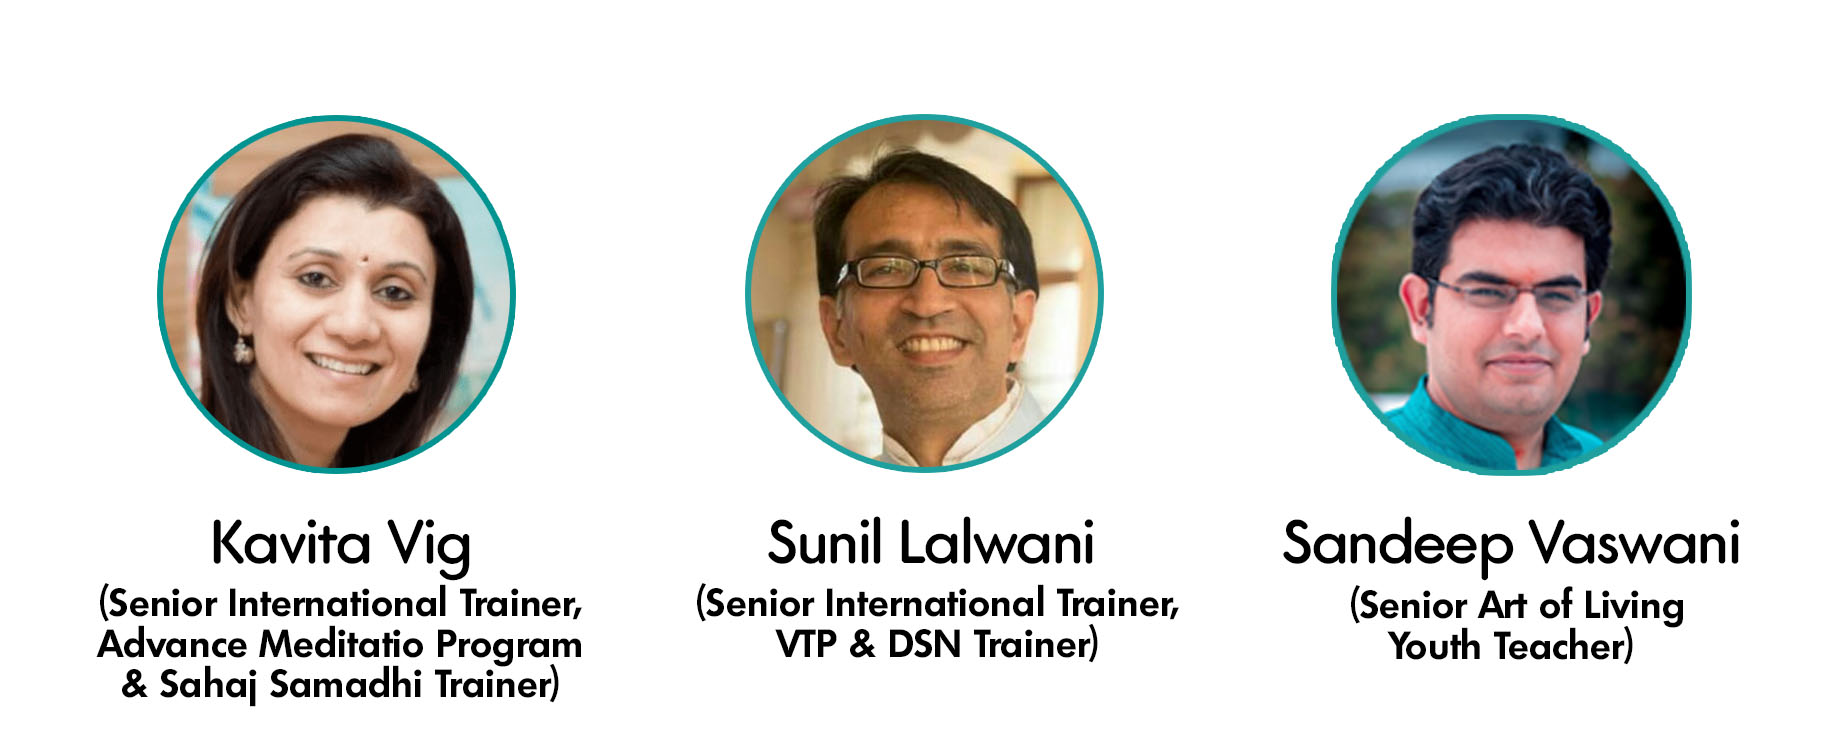 Kavita Vig
(Senior International Trainer,
Advance Meditatio Program
& Sahaj Samadhi Trainer)
Sunil Lalwani
(Senior International Trainer,
VTP & DSN Trainer)
Sandeep Vaswani
(Senior Art of Living
Youth Teacher)